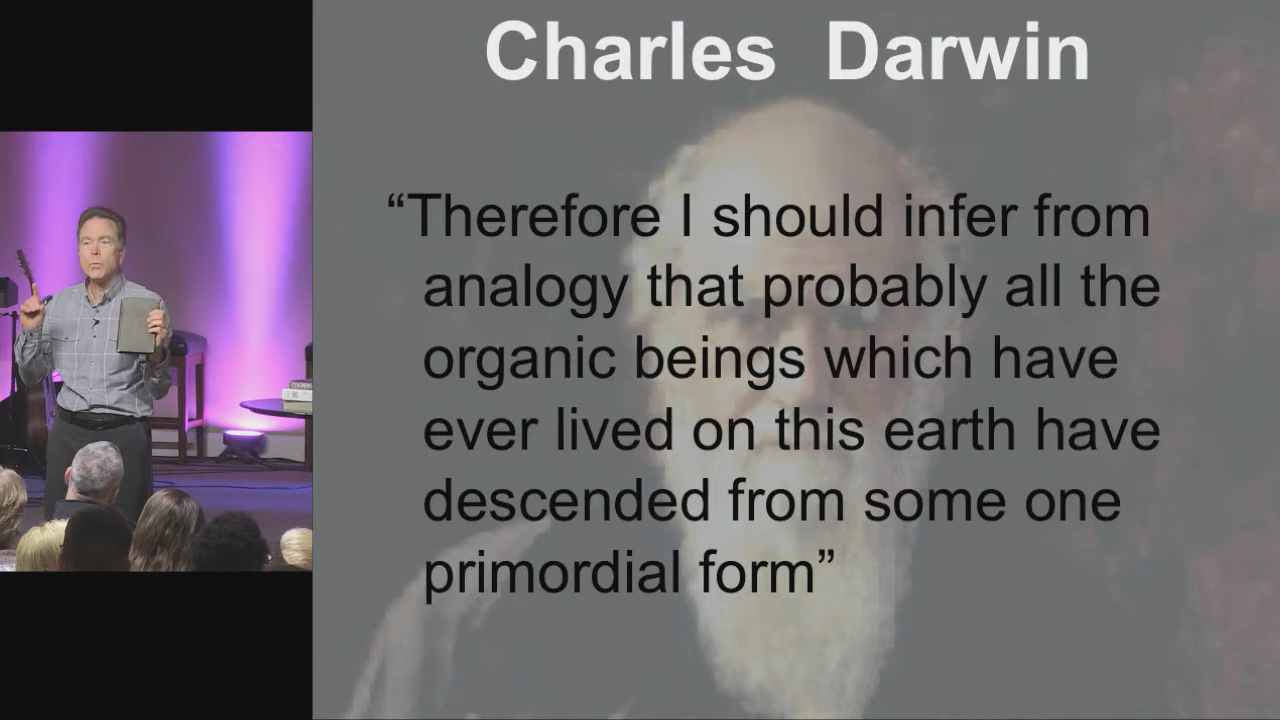 Charles Darwin
“Therefore I should infer from
analogy that probably all the
organic beings which have
ever lived on this earth have
descended from some one
primordial form”